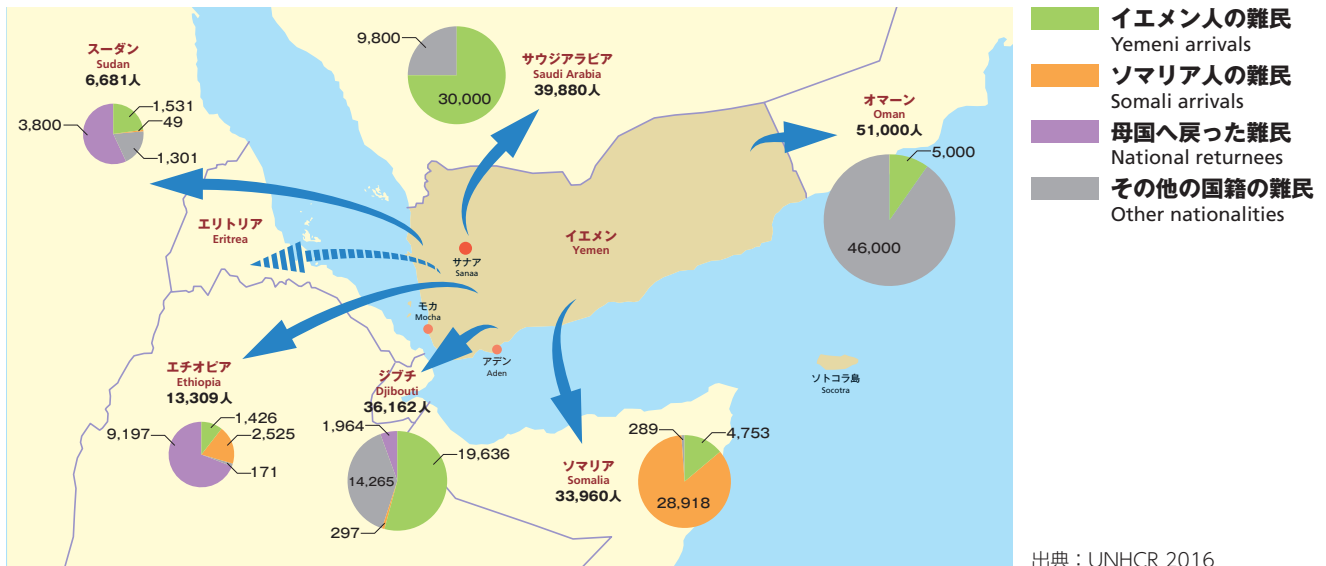 スーダン
Sudan
6,681人
1,531
49
3,800
1,301
9,800
30,000
サウジアラビア
Saudi Arabia
39,880人
オマーン
Oman
51,000人
5,000
46,000
エリトリア
Eritrea
サナア
Sanaa
イエメン
Yemen
モカ
Mocha
アデン
Aden
ソトコラ島
Socotra
エチオピア
Ethiopia
13,309人
1,426
2,525
9,197
171
ジブチ
Djibouti
36,162人
1,964
19,636
14,265
297
ソマリア
Somalia
33,960人
289
4,753
28,918
イエメン人の難民
Yemeni arrivals
ソマリア人の難民
Somali arrivals
母国へ戻った難民
National returnees
その他の国籍の難民
Other nationalities
出典：UNHCR 2016